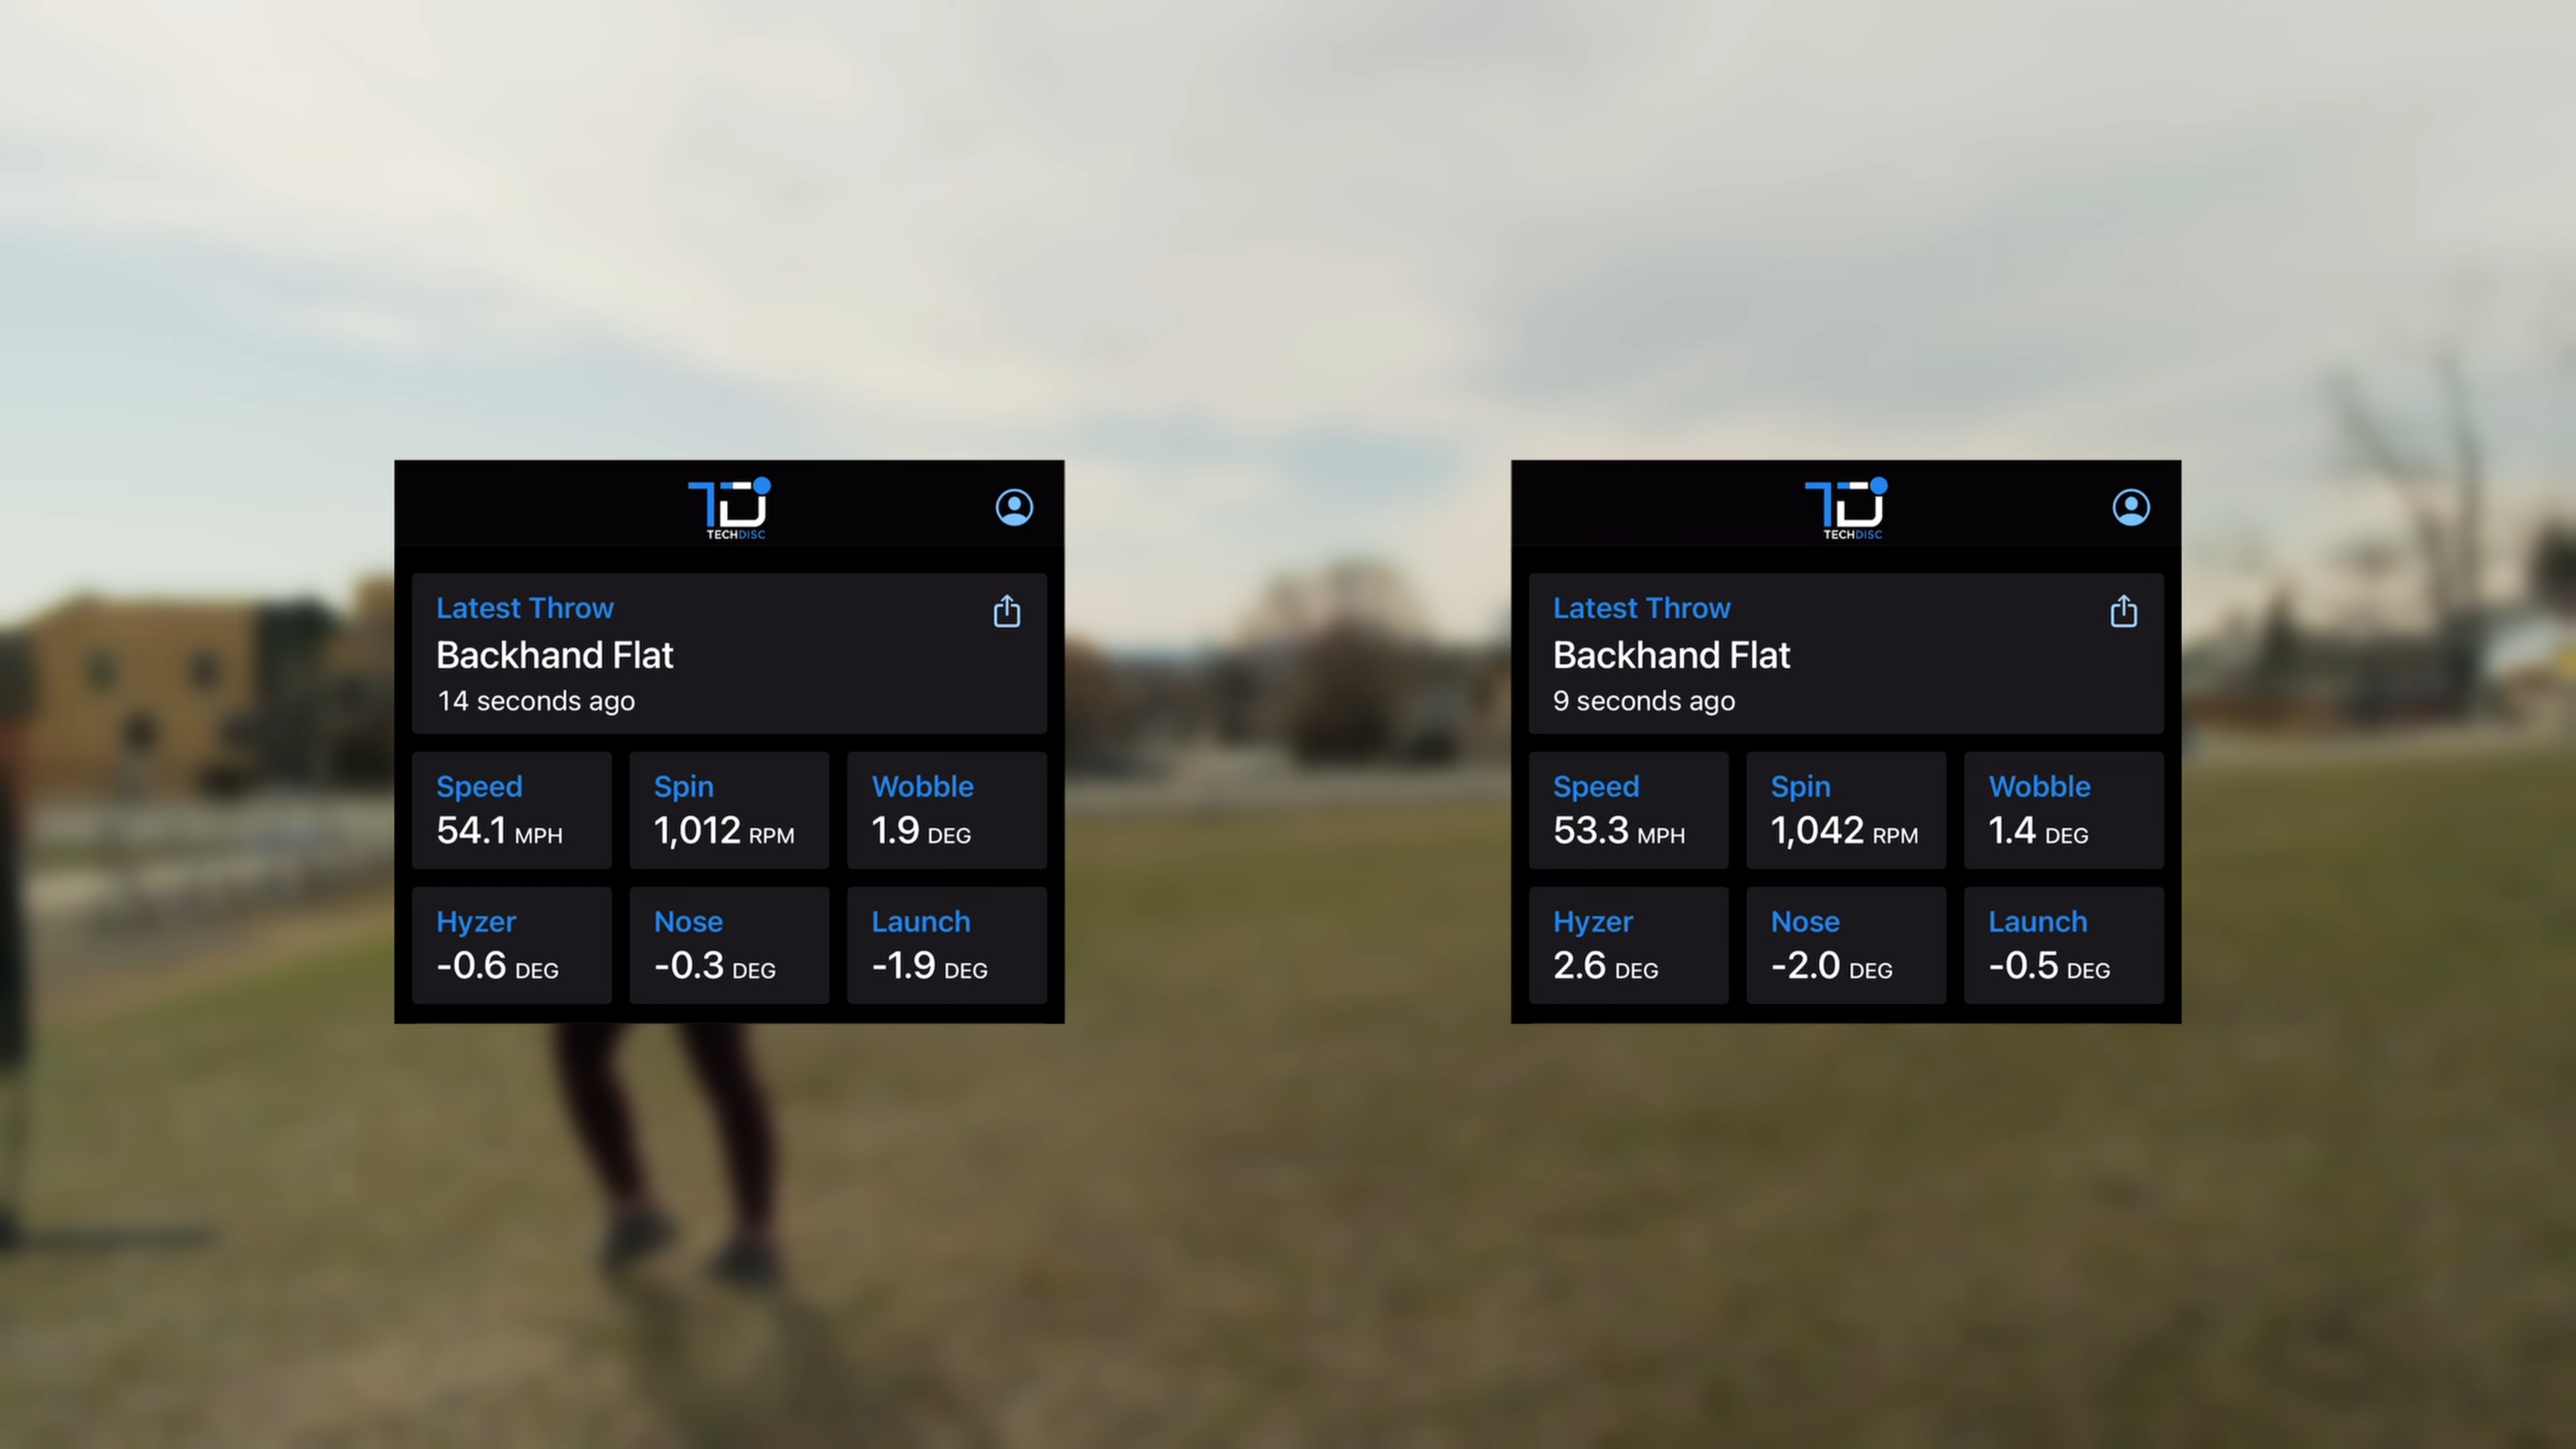 TECHDISC
Latest Throw
Backhand Flat
14 seconds ago
Speed
54.1 MPH
Spin
1,012 RPM
Wobble
1.9 DEG
Hyzer
-0.6 DEG
Nose
-0.3 DEG
Launch
-1.9 DEG
TECHDISC
Latest Throw
Backhand Flat
9 seconds ago
Speed
53.3 MPH
Spin
1,042 RPM
Wobble
1.4 DEG
Hyzer
2.6 DEG
Nose
-2.0 DEG
Launch
-0.5 DEG